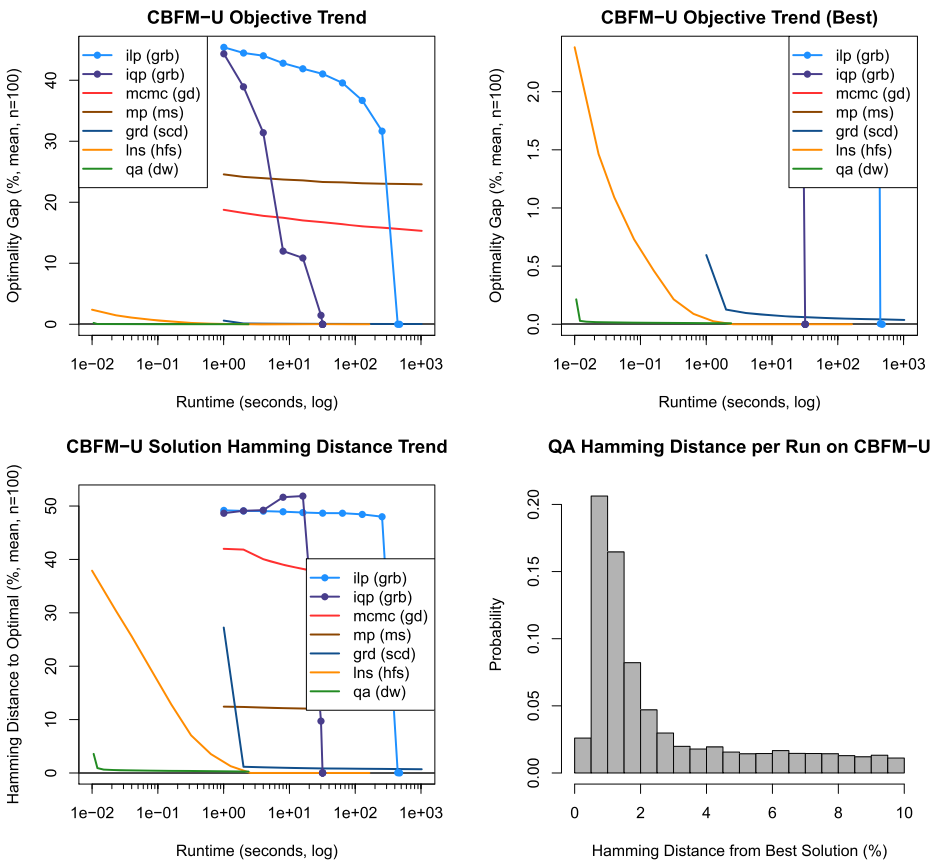 CBFM−U Objective Trend
Optimality Gap (%, mean, n=100)
40
30
20
10
0
ilp (grb)
iqp (grb)
mcmc (gd)
mp (ms)
grd (scd)
lns (hfs)
qa (dw)
1e−02 1e−01 1e+00 1e+01 1e+02 1e+03
Runtime (seconds, log)
CBFM−U Objective Trend (Best)
Optimality Gap (%, mean, n=100)
2.0
1.5
1.0
0.5
0.0
ilp (grb)
iqp (grb)
mcmc (gd)
mp (ms)
grd (scd)
lns (hfs)
qa (dw)
1e−02 1e−01 1e+00 1e+01 1e+02 1e+03
Runtime (seconds, log)
CBFM−U Solution Hamming Distance Trend
Hamming Distance to Optimal (%, mean, n=100)
50
40
30
20
10
0
ilp (grb)
iqp (grb)
mcmc (gd)
mp (ms)
grd (scd)
lns (hfs)
qa (dw)
1e−02 1e−01 1e+00 1e+01 1e+02 1e+03
Runtime (seconds, log)
QA Hamming Distance per Run on CBFM−U
Probability
0.20
0.15
0.10
0.05
0.00
0 2 4 6 8 10
Hamming Distance from Best Solution (%)